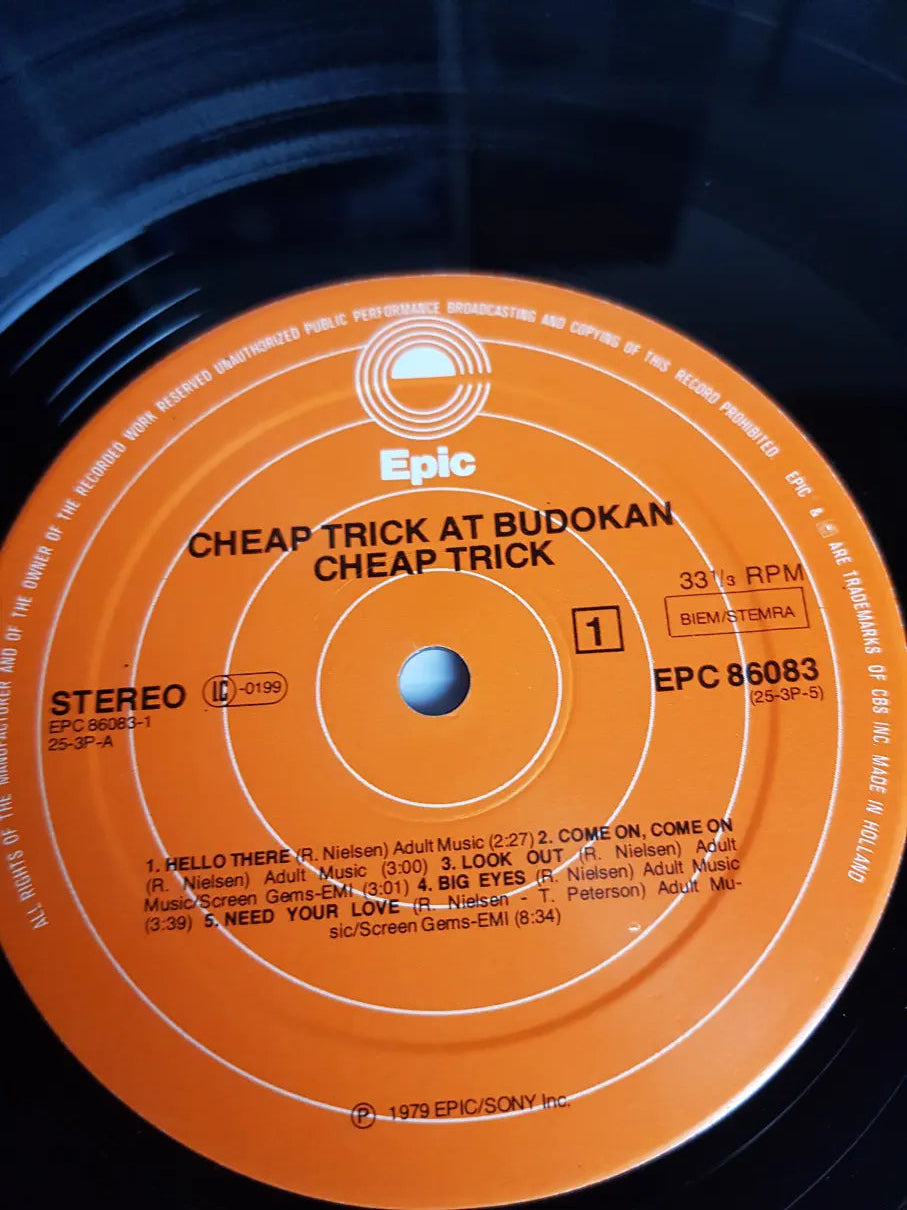 ALL RIGHTS OF THE MANUFACTURER AND OF THE OWNER OF THE RECORDED WORK RESERVED UNAUTHORIZED PUBLIC PERFORMANCE BROADCASTING AND COPYING OF THIS RECORD PROHIBITED EPIC & ARE TRADEMARKS OF CBS INC. MADE IN HOLLAND
Epic
CHEAP TRICK AT BUDOKAN
CHEAP TRICK
33 1/3 RPM
BIEM/STEMRA
1
STEREO LC-0199
EPC 86083
EPC 86083-1
(25-3P-5)
25-3P-A
1. HELLO THERE (R. Nielsen) Adult Music (2:27) 2. COME ON, COME ON
(R. Nielsen) Adult Music (3:00) 3. LOOK OUT (R. Nielsen) Adult
Music/Screen Gems-EMI (3:01) 4. BIG EYES (R. Nielsen) Adult Music
(3:39) 5. NEED YOUR LOVE (R. Nielsen - T. Peterson) Adult Mu-
sic/Screen Gems-EMI (8:34)
Ⓟ 1979 EPIC/SONY Inc.